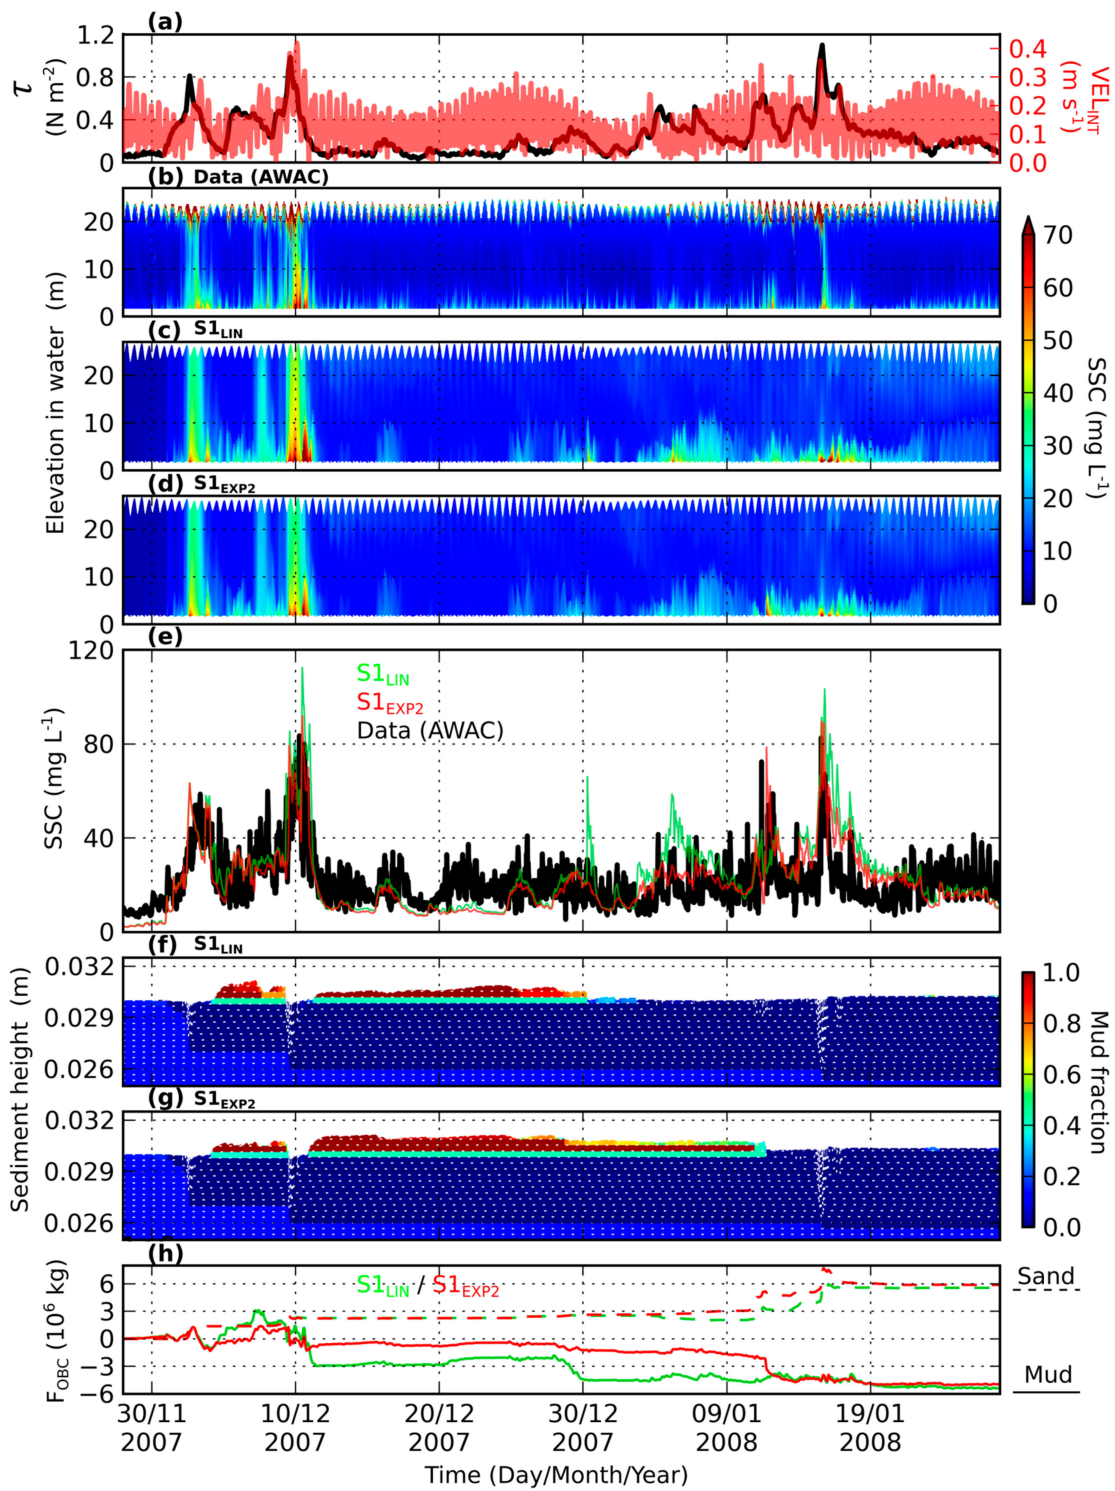 (a)
1.2
0.8
0.4
0
τ
(N m-2)
0.4
0.3
0.2
0.1
0.0
VELINT
(m s-1)
(b) Data (AWAC)
20
10
0
(c) S1LIN
20
10
0
(d) S1EXP2
20
10
0
Elevation in water (m)
70
60
50
40
30
20
10
0
SSC (mg L-1)
(e)
120
80
40
0
SSC (mg L-1)
S1LIN
S1EXP2
Data (AWAC)
(f) S1LIN
0.032
0.029
0.026
(g) S1EXP2
0.032
0.029
0.026
Sediment height (m)
1.0
0.8
0.6
0.4
0.2
0.0
Mud fraction
(h)
6
3
0
−3
−6
FOBC (106 kg)
S1LIN / S1EXP2
Sand
Mud
30/11 10/12 20/12 30/12 09/01 19/01
2007 2007 2007 2007 2008 2008
Time (Day/Month/Year)